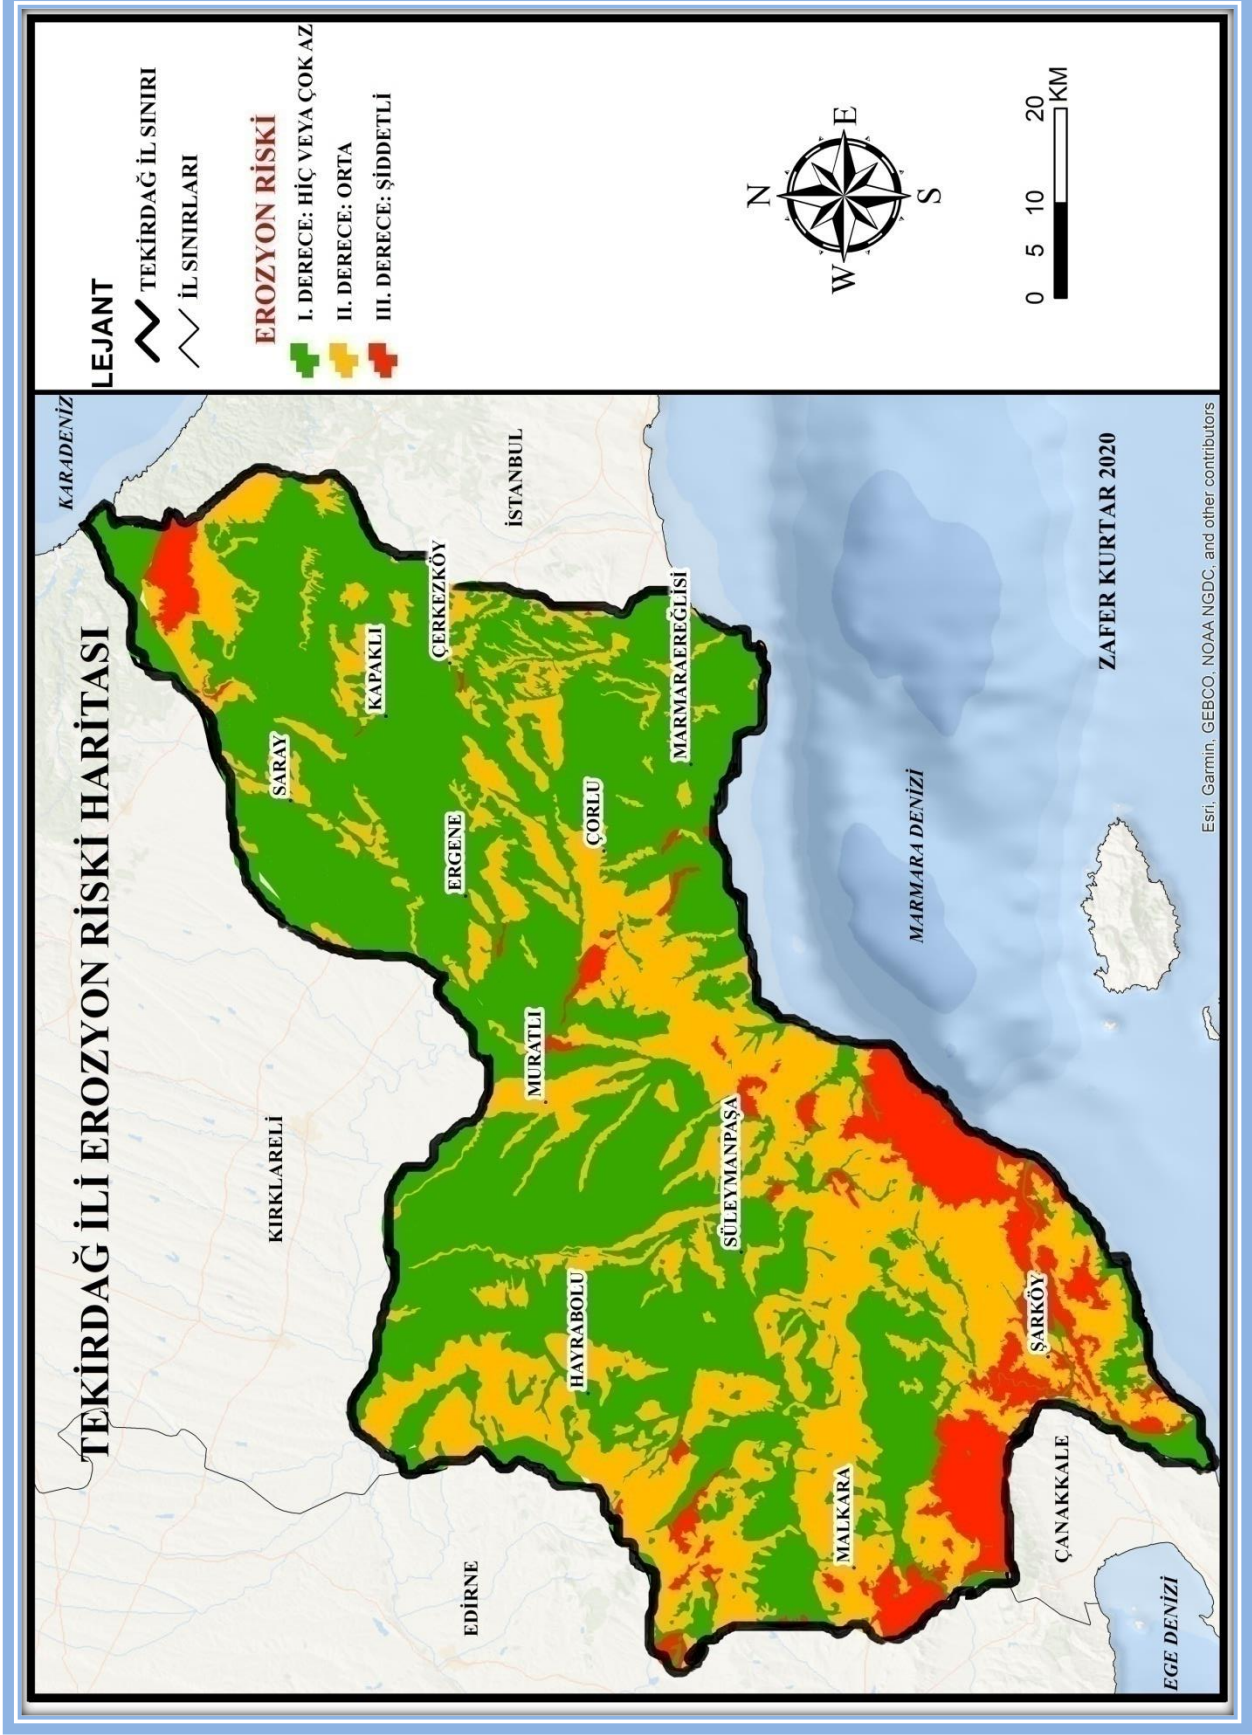 TEKİRDAĞ İLİ EROZYON RİSKİ HARİTASI
KARADENİZ
KIRKLARELİ
EDİRNE
İSTANBUL
SARAY
KAPAKLI
ÇERKEZKÖY
ERGENE
ÇORLU
MARMARAEREĞLİSİ
MURATLI
HAYRABOLU
SÜLEYMANPAŞA
MALKARA
ŞARKÖY
ÇANAKKALE
EGE DENİZİ
MARMARA DENİZİ
ZAFER KURTAR 2020
Esri, Garmin, GEBCO, NOAA NGDC, and other contributors
LEJANT
TEKİRDAĞ İL SINIRI
İL SINIRLARI
EROZYON RİSKİ
I. DERECE: HİÇ VEYA ÇOK AZ
II. DERECE: ORTA
III. DERECE: ŞİDDETLİ
N
W E
S
0 5 10 20
KM